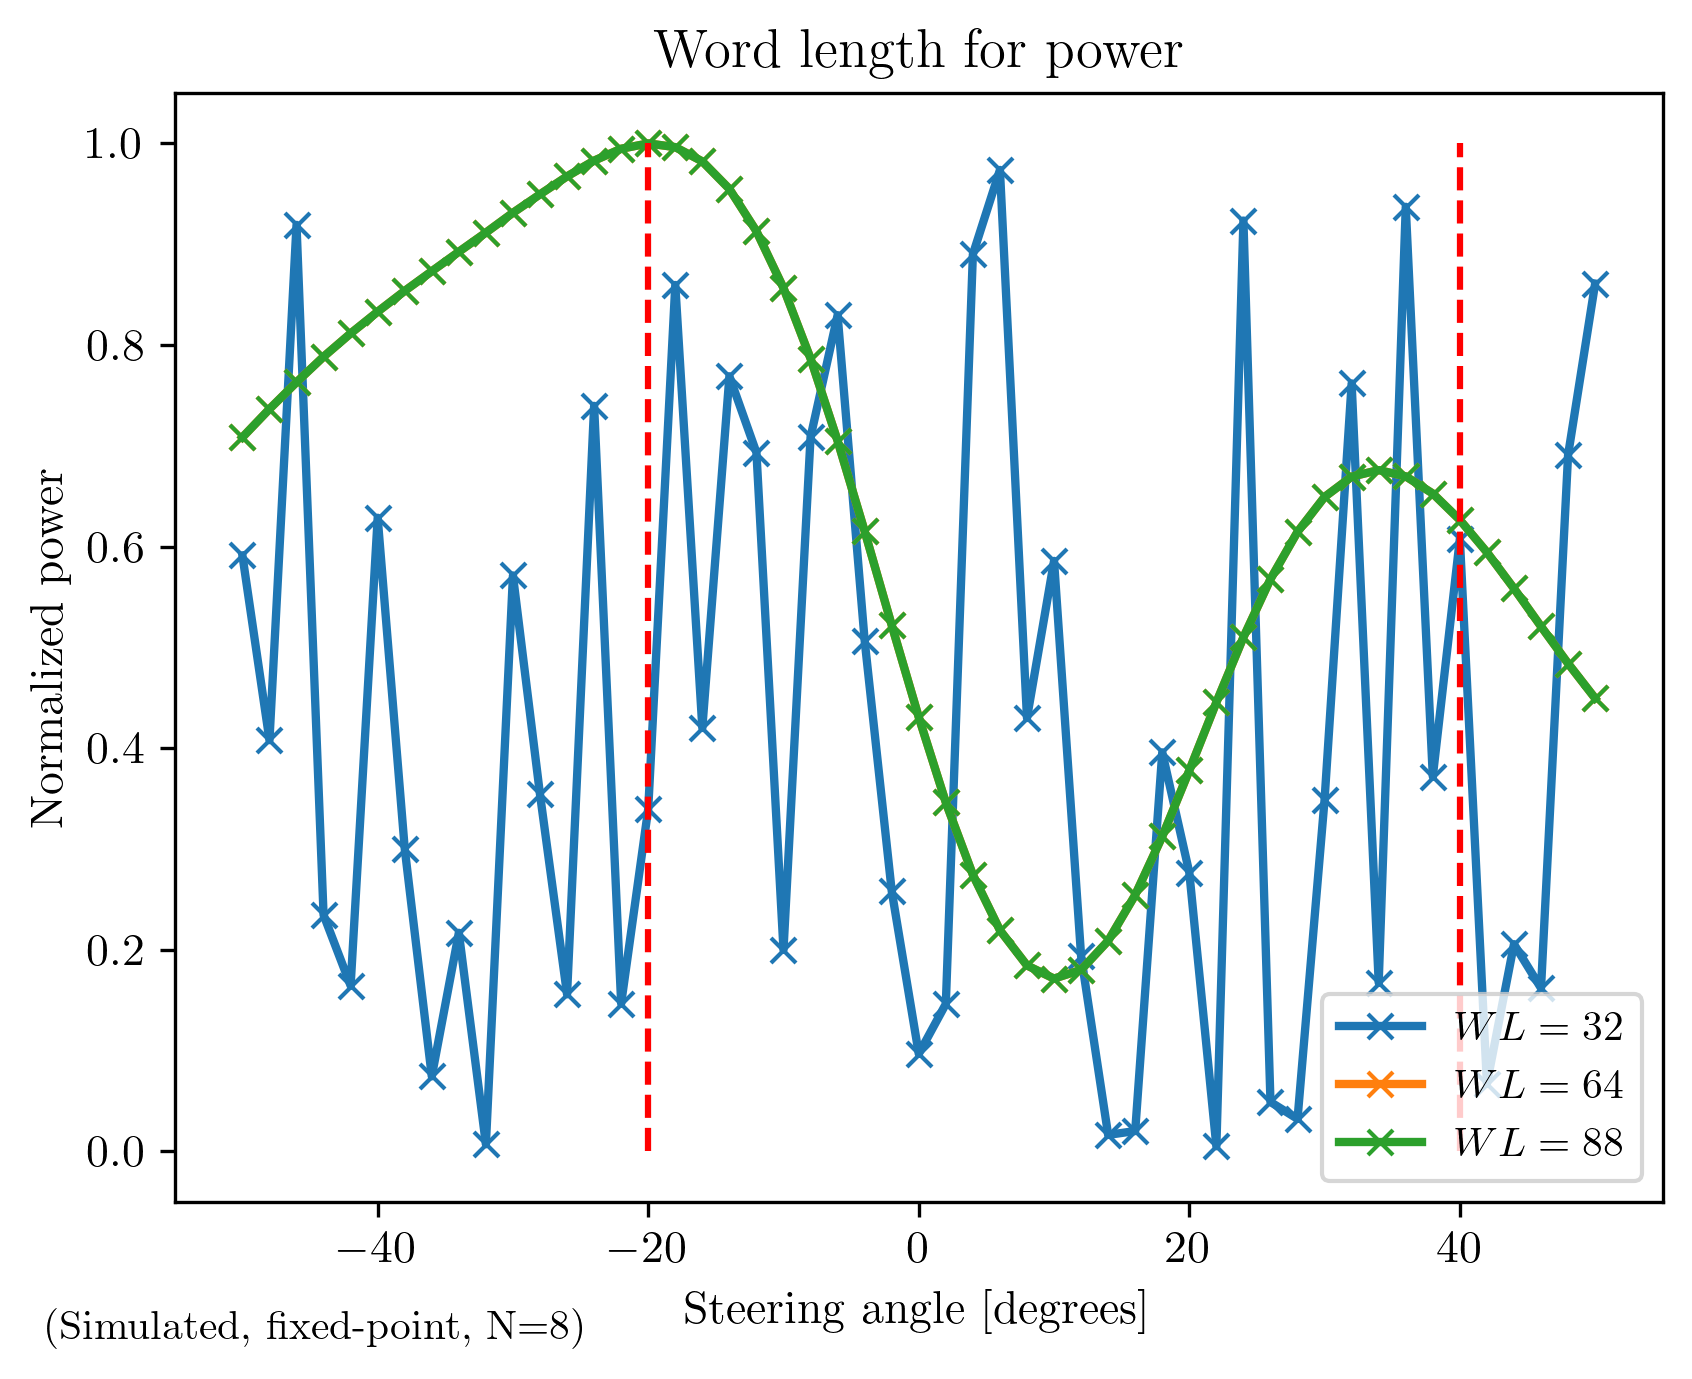 Word length for power
1.0
0.8
0.6
0.4
0.2
0.0
Normalized power
WL = 32
WL = 64
WL = 88
−40
−20
0
20
40
Steering angle [degrees]
(Simulated, fixed-point, N=8)